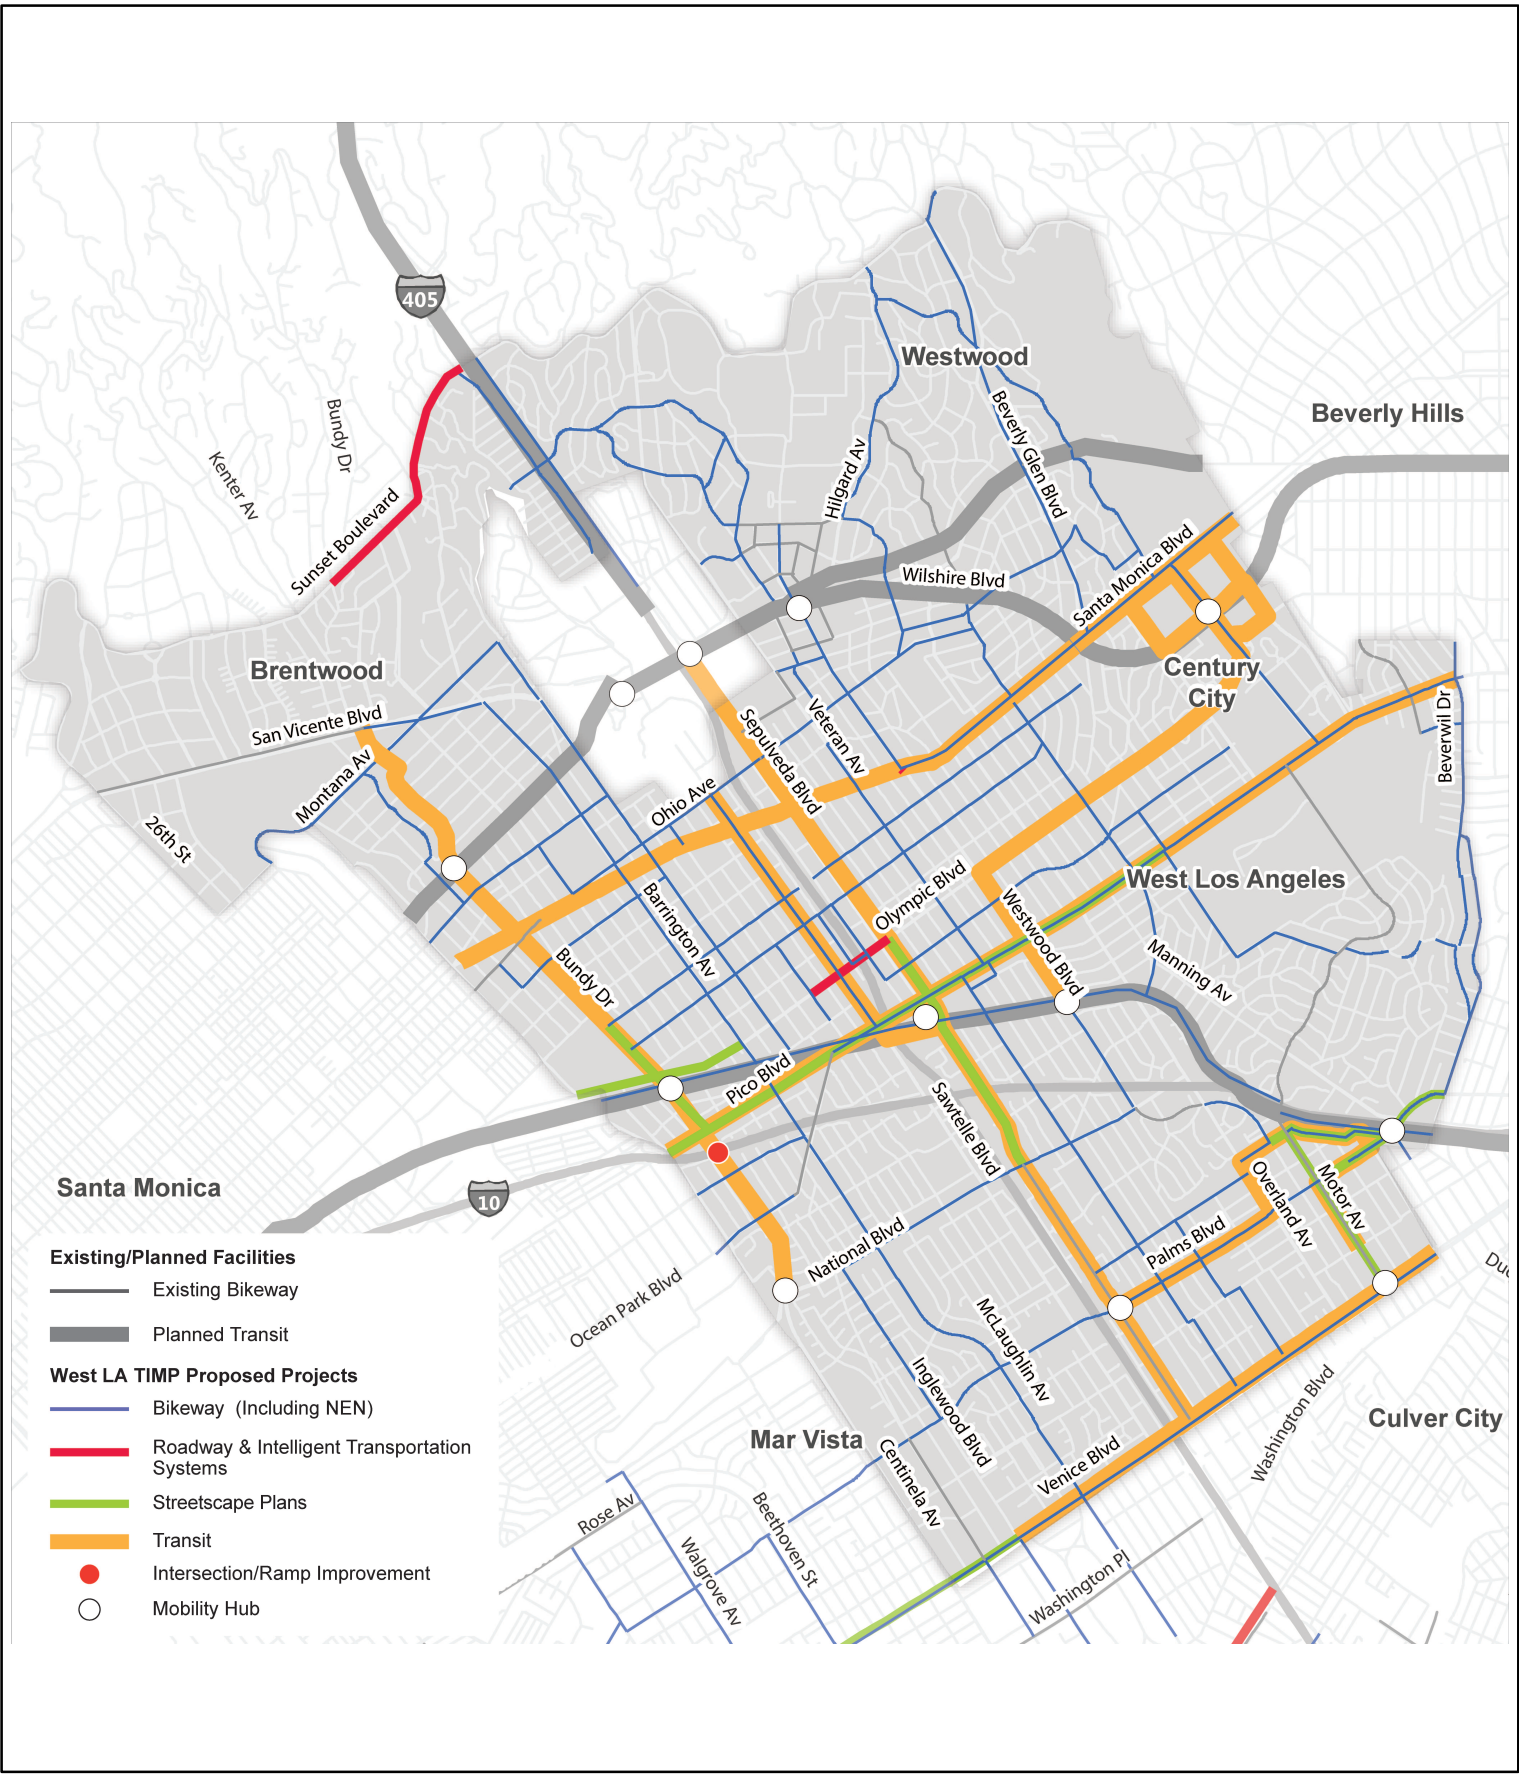 405
Westwood
Beverly Hills
Bundy Dr
Kenter Av
Sunset Boulevard
Hilgard Av
Beverly Glen Blvd
Wilshire Blvd
Santa Monica Blvd
Brentwood
Century
City
San Vicente Blvd
Montana Av
26th St
Sepulveda Blvd
Veteran Av
Ohio Ave
Beverwil Dr
Olympic Blvd
West Los Angeles
Barrington Av
Westwood Blvd
Manning Av
Bundy Dr
Pico Blvd
Sawtelle Blvd
Santa Monica
10
Overland Av
Motor Av
National Blvd
Palms Blvd
Ocean Park Blvd
McLaughlin Av
Inglewood Blvd
Washington Blvd
Culver City
Mar Vista
Centinela Av
Venice Blvd
Rose Av
Beethoven St
Walgrove Av
Washington Pl
Existing/Planned Facilities
Existing Bikeway
Planned Transit
West LA TIMP Proposed Projects
Bikeway (Including NEN)
Roadway & Intelligent Transportation
Systems
Streetscape Plans
Transit
Intersection/Ramp Improvement
Mobility Hub